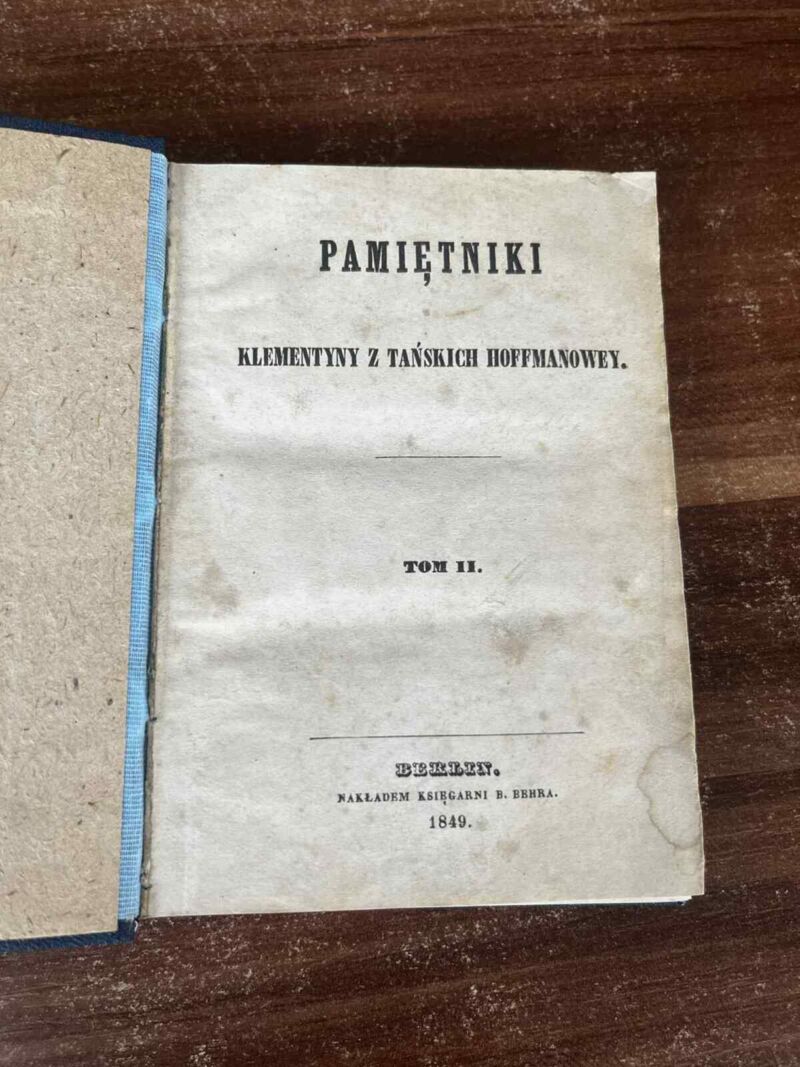 PAMIĘTNIKI
KLEMENTYNY Z TAŃSKICH HOFFMANOWEY.
TOM II.
BERLIN.
NAKŁADEM KSIĘGARNI B. BEHRA.
1849.